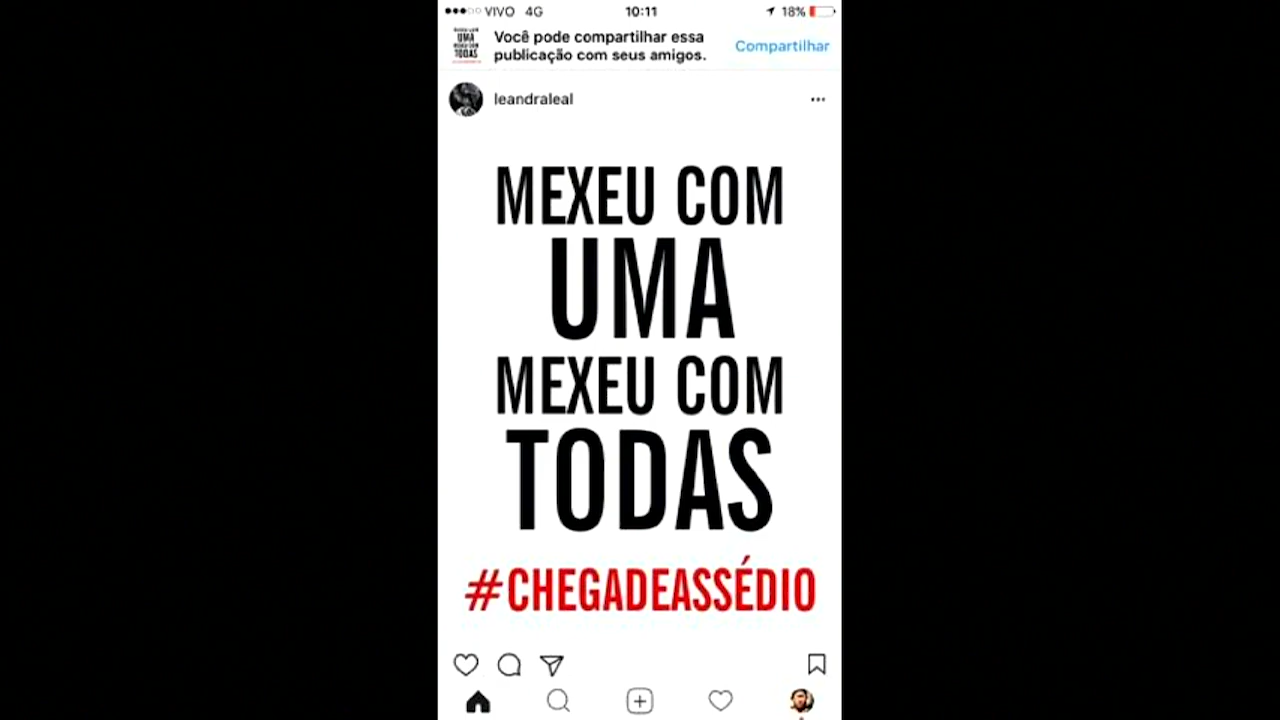 VIVO 4G 10:11 18%
Você pode compartilhar essa
publicação com seus amigos.
Compartilhar
leandraleal
MEXEU COM
UMA
MEXEU COM
TODAS
#CHEGADEASSÉDIO